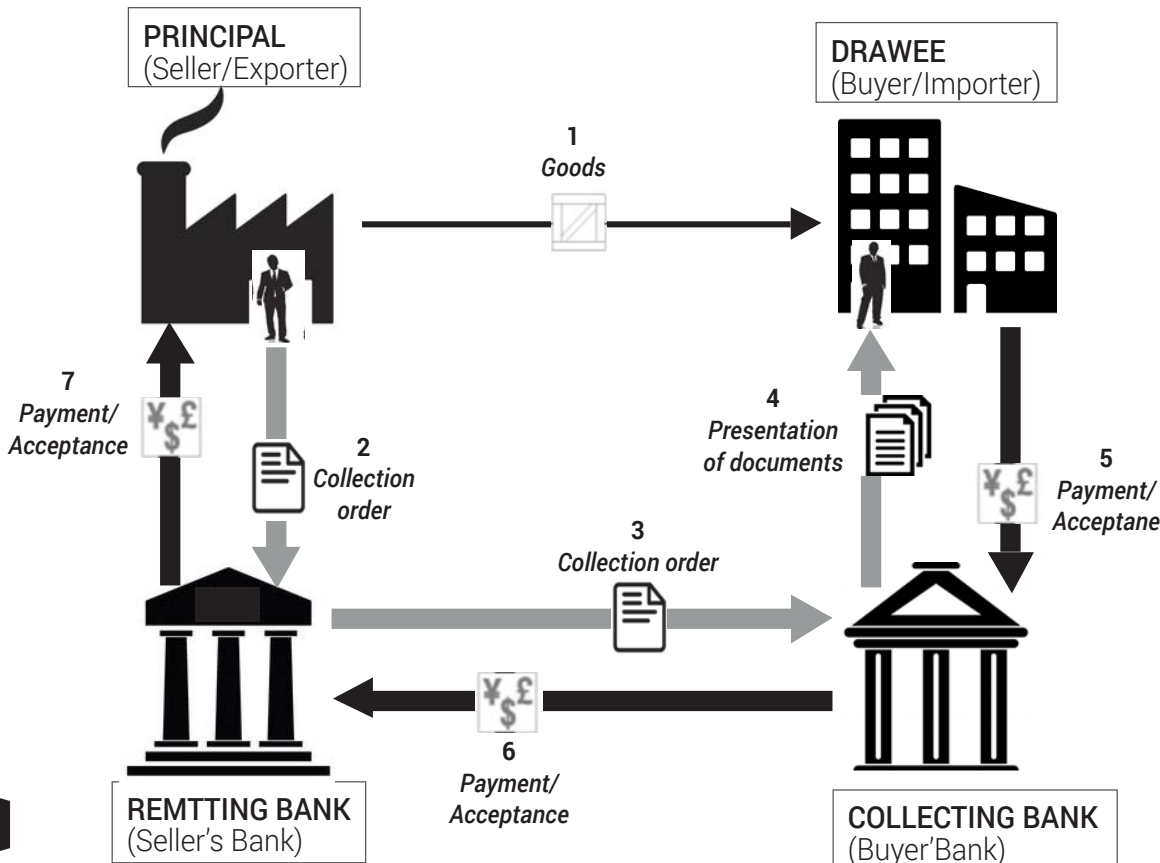 PRINCIPAL
(Seller/Exporter)
DRAWEE
(Buyer/Importer)
1
Goods
7
Payment/
Acceptance
2
Collection
order
4
Presentation
of documents
5
Payment/
Acceptane
3
Collection order
6
Payment/
Acceptance
REMTTING BANK
(Seller's Bank)
COLLECTING BANK
(Buyer'Bank)
¥$£
¥$£
¥$£